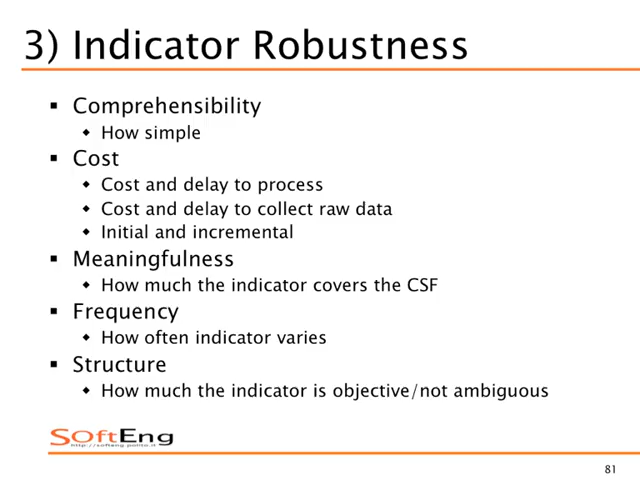 3) Indicator Robustness
Comprehensibility
How simple
Cost
Cost and delay to process
Cost and delay to collect raw data
Initial and incremental
Meaningfulness
How much the indicator covers the CSF
Frequency
How often indicator varies
Structure
How much the indicator is objective/not ambiguous
SOftEng
http://softeng.polito.it
81